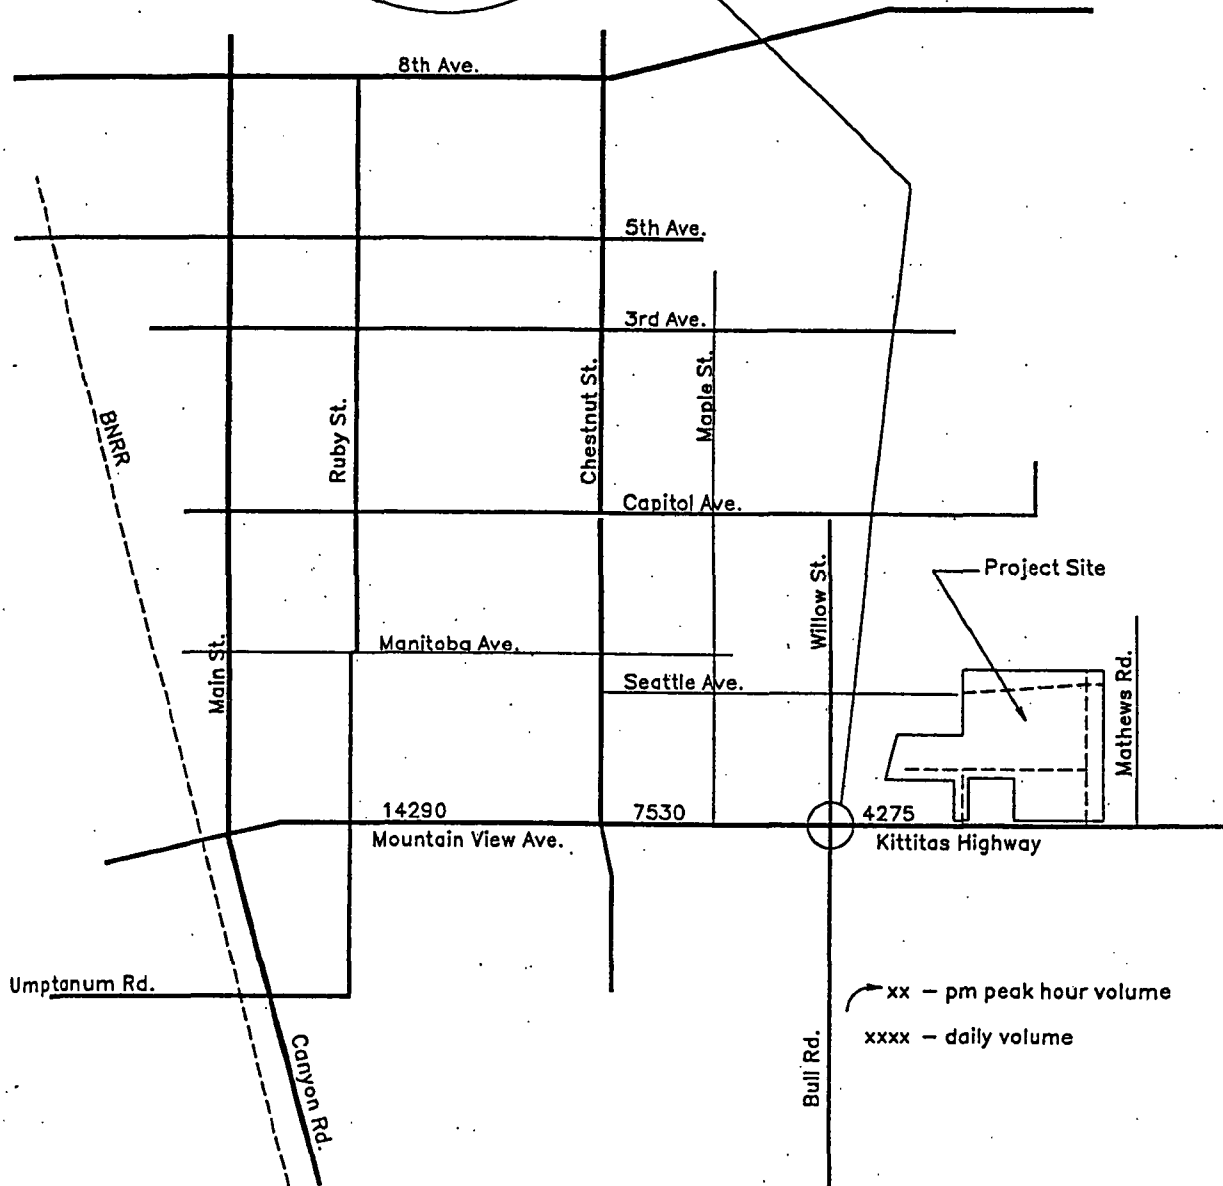 8th Ave.
5th Ave.
3rd Ave.
Chestnut St.
Maple St.
Ruby St.
BNRR
Capitol Ave.
Willow St.
Project Site
Main St.
Manitoba Ave.
Seattle Ave.
Mathews Rd.
14290
7530
4275
Mountain View Ave.
Kittitas Highway
Umptanum Rd.
xx – pm peak hour volume
xxxx – daily volume
Canyon Rd.
Bull Rd.